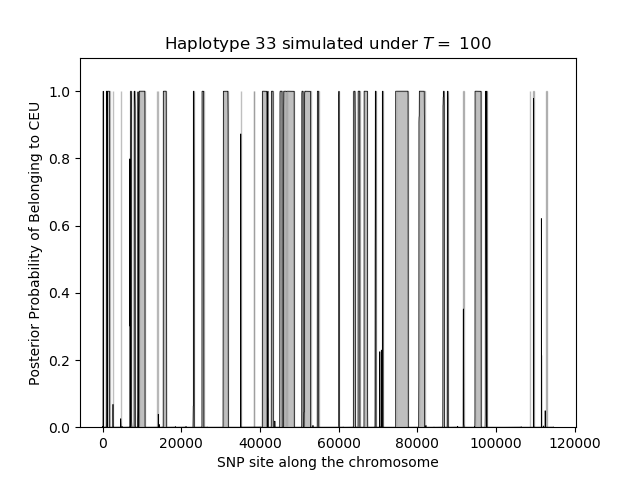 Haplotype 33 simulated under T = 100
Posterior Probability of Belonging to CEU
1.0
0.8
0.6
0.4
0.2
0.0
0 20000 40000 60000 80000 100000 120000
SNP site along the chromosome